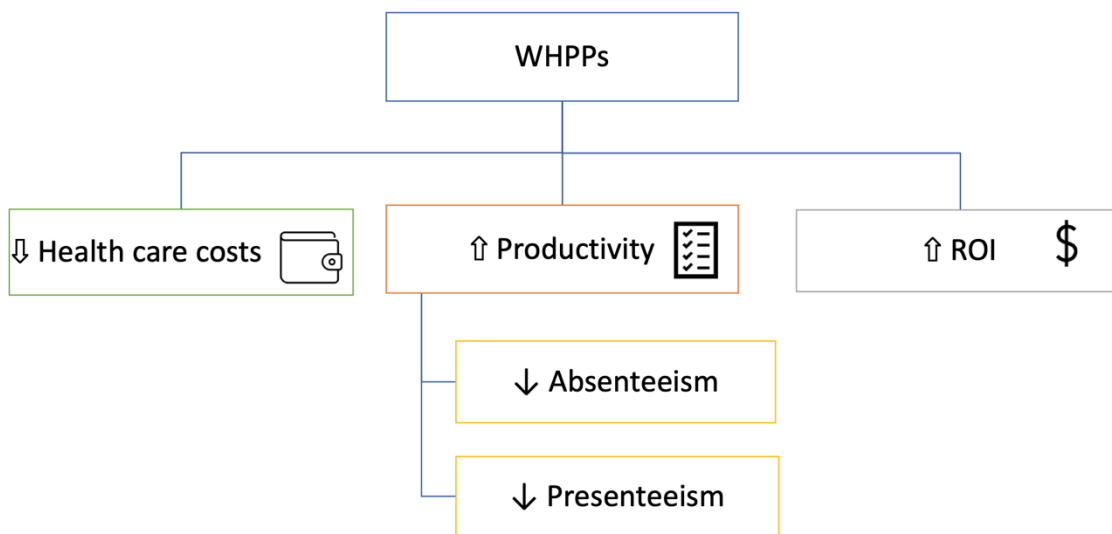 WHPPs
⇩ Health care costs
⇧ Productivity
⇧ ROI $
↓ Absenteeism
↓ Presenteeism